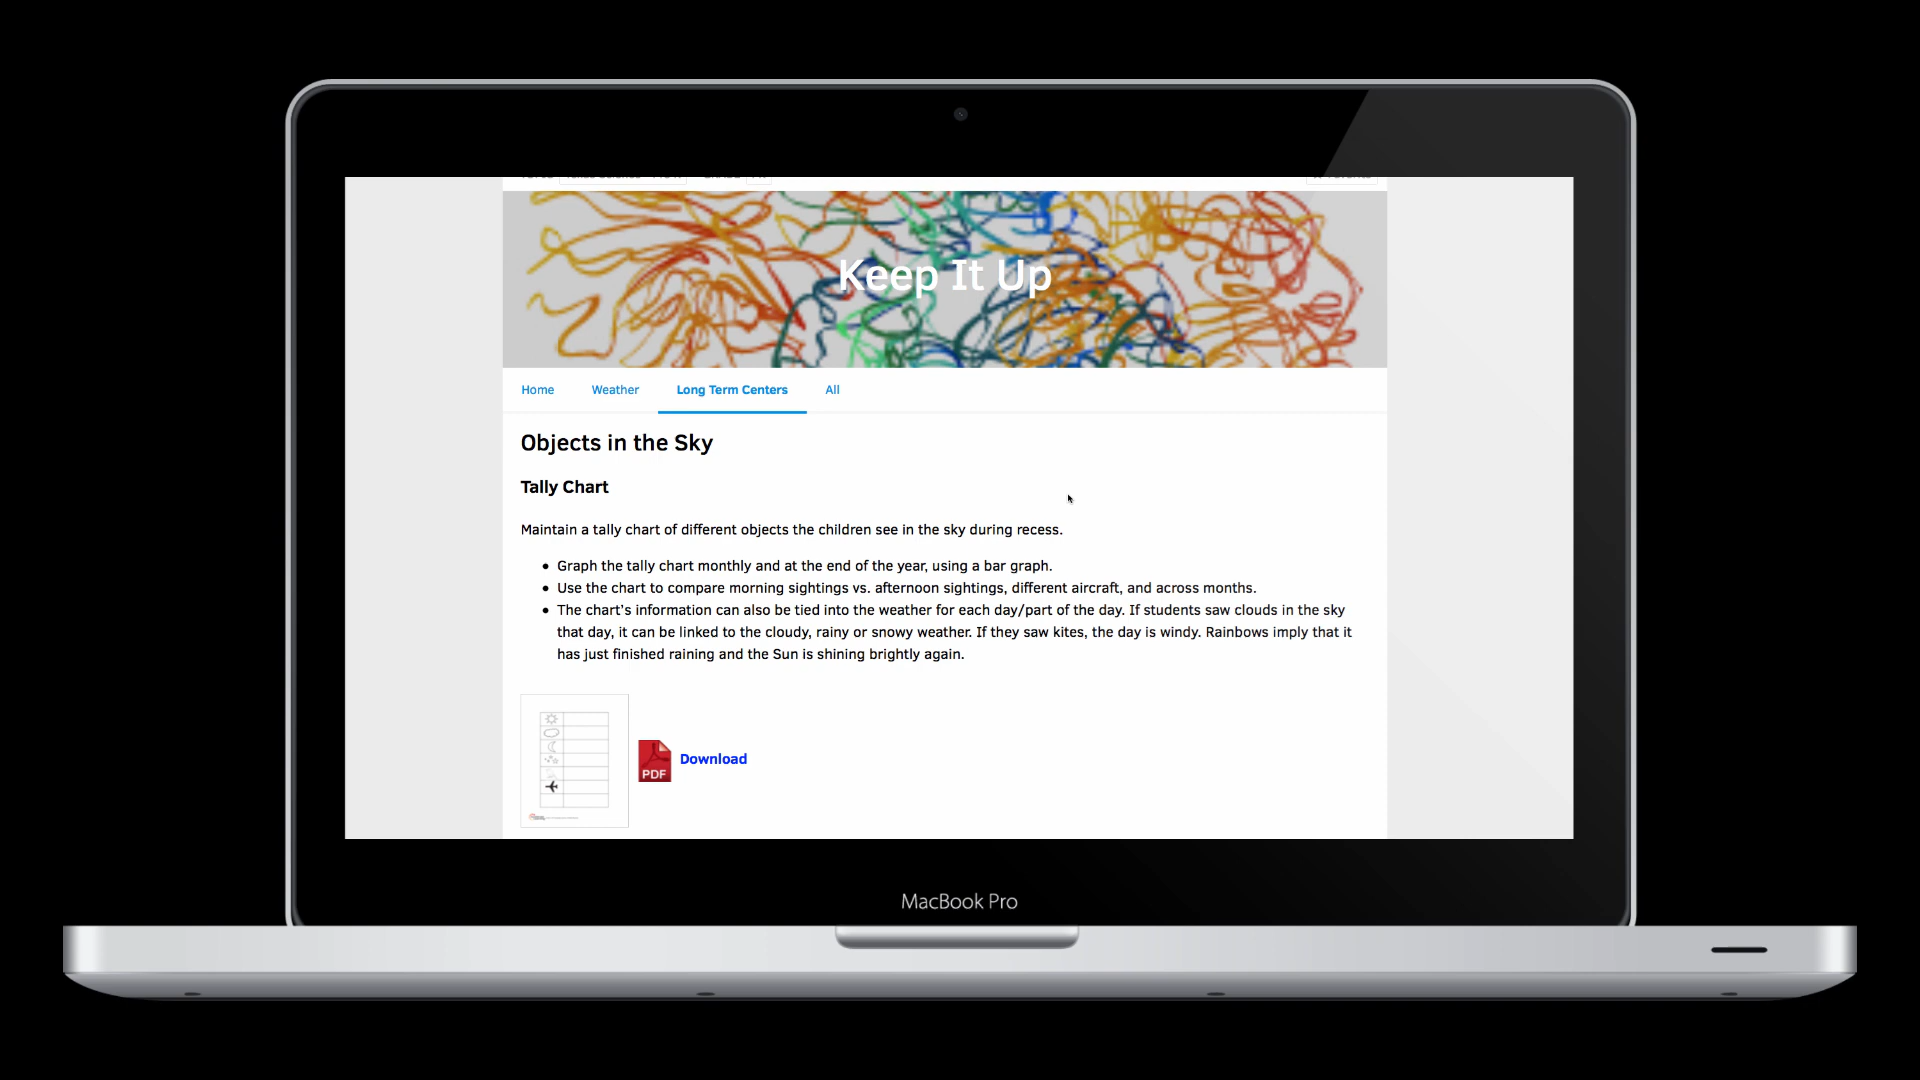 Keep It Up
Home Weather Long Term Centers All
Objects in the Sky
Tally Chart
Maintain a tally chart of different objects the children see in the sky during recess.
• Graph the tally chart monthly and at the end of the year, using a bar graph.
• Use the chart to compare morning sightings vs. afternoon sightings, different aircraft, and across months.
• The chart's information can also be tied into the weather for each day/part of the day. If students saw clouds in the sky
that day, it can be linked to the cloudy, rainy or snowy weather. If they saw kites, the day is windy. Rainbows imply that it
has just finished raining and the Sun is shining brightly again.
PDF Download
MacBook Pro